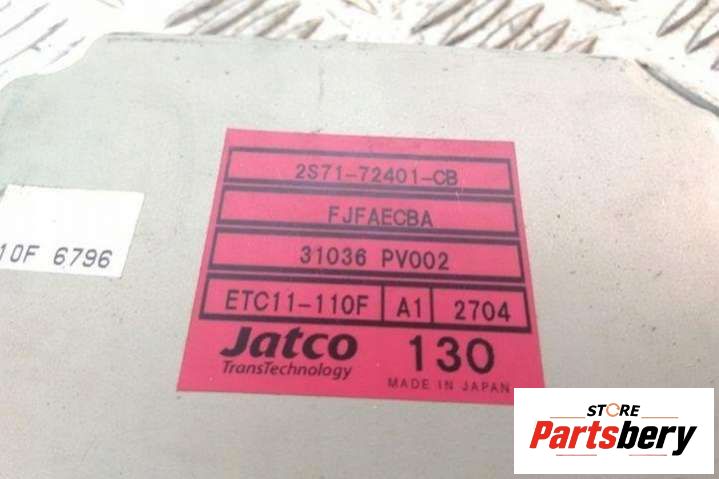 2S71-72401-CB
FJFAECBA
31036 PV002
ETC11-110F A1 2704
Jatco 130
TransTechnology MADE IN JAPAN
10F 6796
STORE
Partsbery